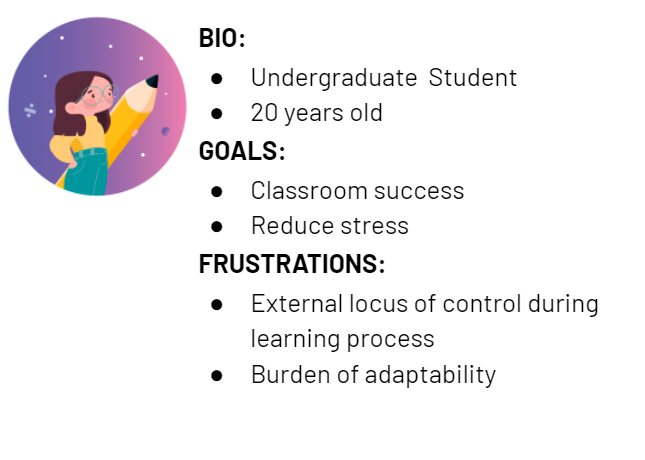 BIO:
● Undergraduate  Student
● 20 years old
GOALS:
● Classroom success
● Reduce stress
FRUSTRATIONS:
● External locus of control during
learning process
● Burden of adaptability